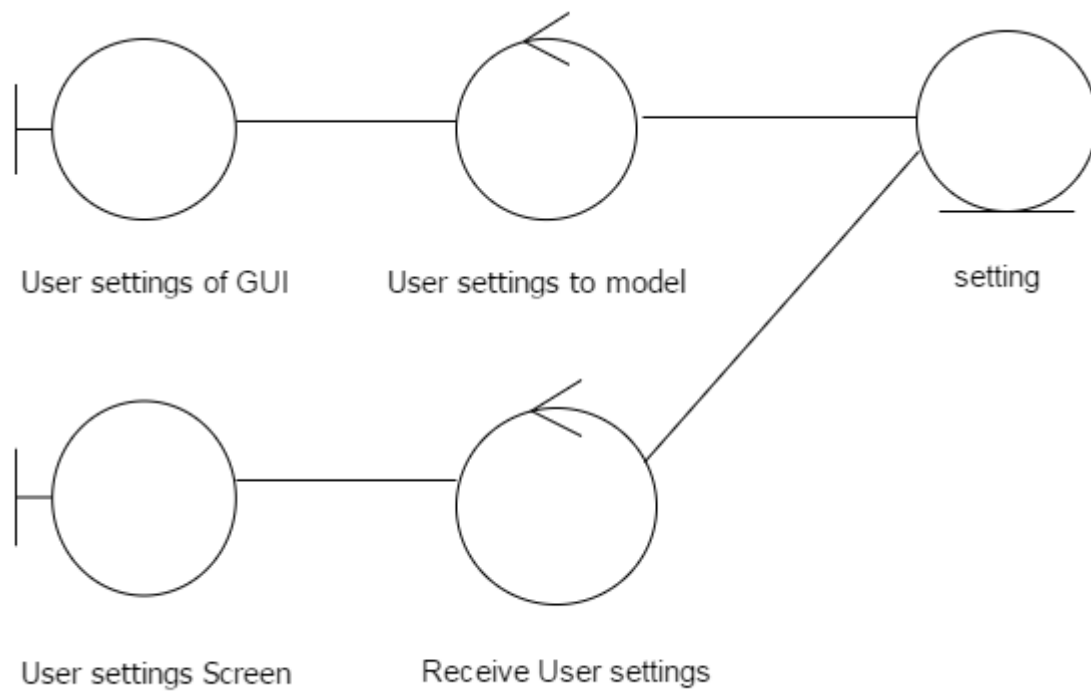 User settings of GUI
User settings to model
setting
User settings Screen
Receive User settings